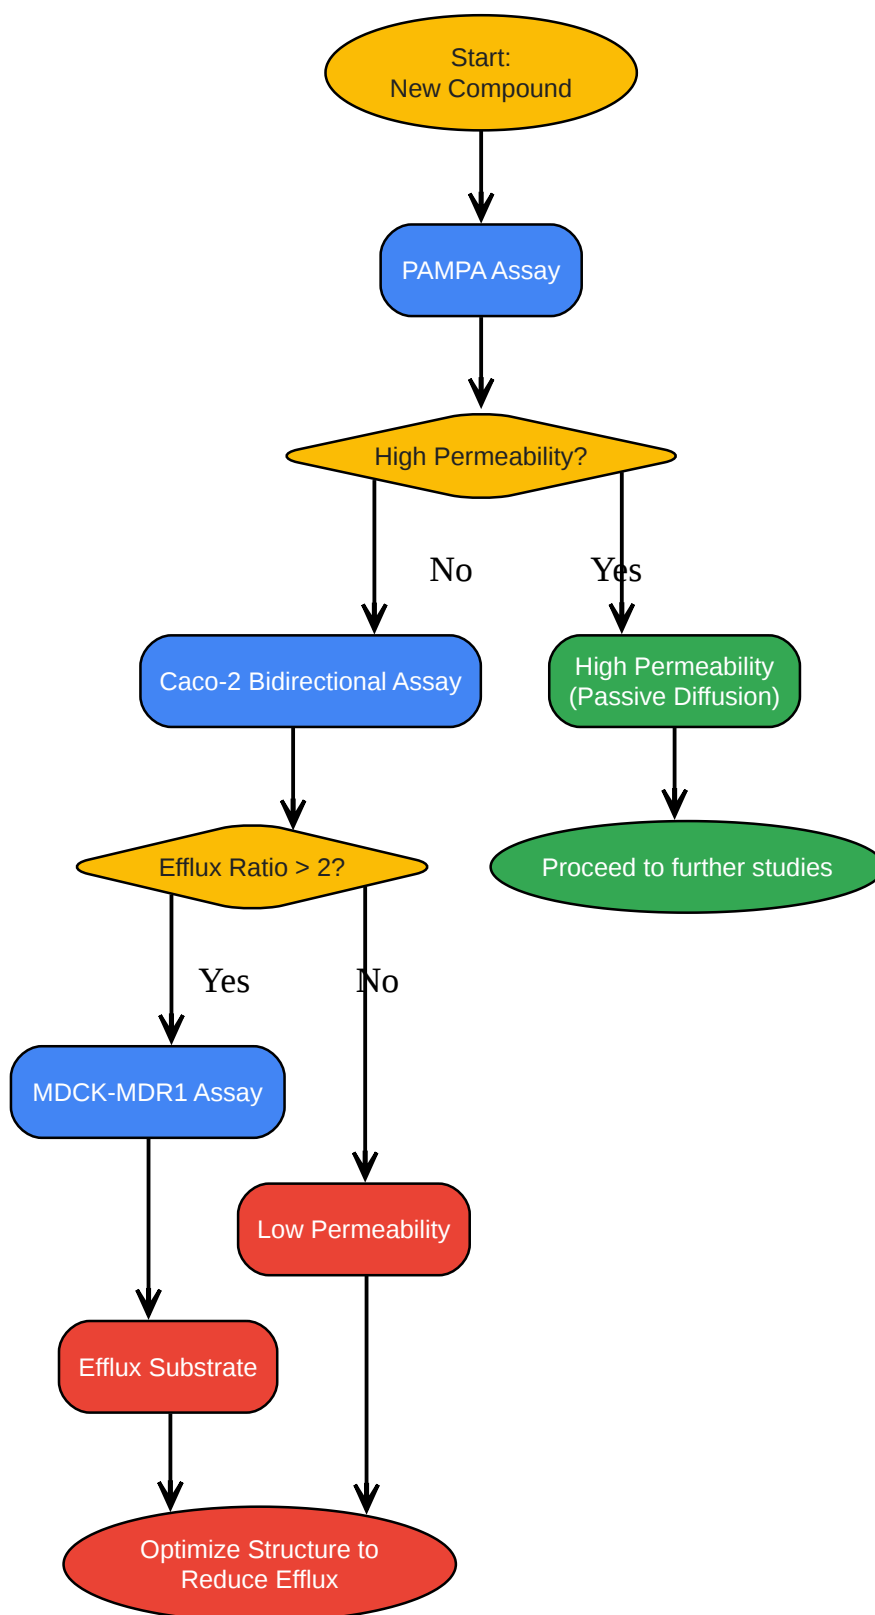 Start:
New Compound
PAMPA Assay
High Permeability?
No
Yes
Caco-2 Bidirectional Assay
High Permeability
(Passive Diffusion)
Efflux Ratio > 2?
Proceed to further studies
Yes
No
MDCK-MDR1 Assay
Low Permeability
Efflux Substrate
Optimize Structure to
Reduce Efflux